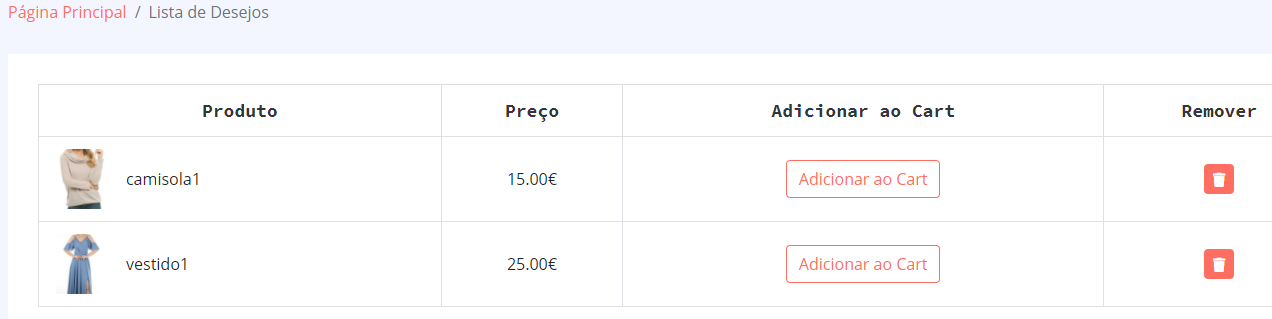 Página Principal / Lista de Desejos
Produto Preço Adicionar ao Cart Remover
camisola1 15.00€ Adicionar ao Cart
vestido1 25.00€ Adicionar ao Cart